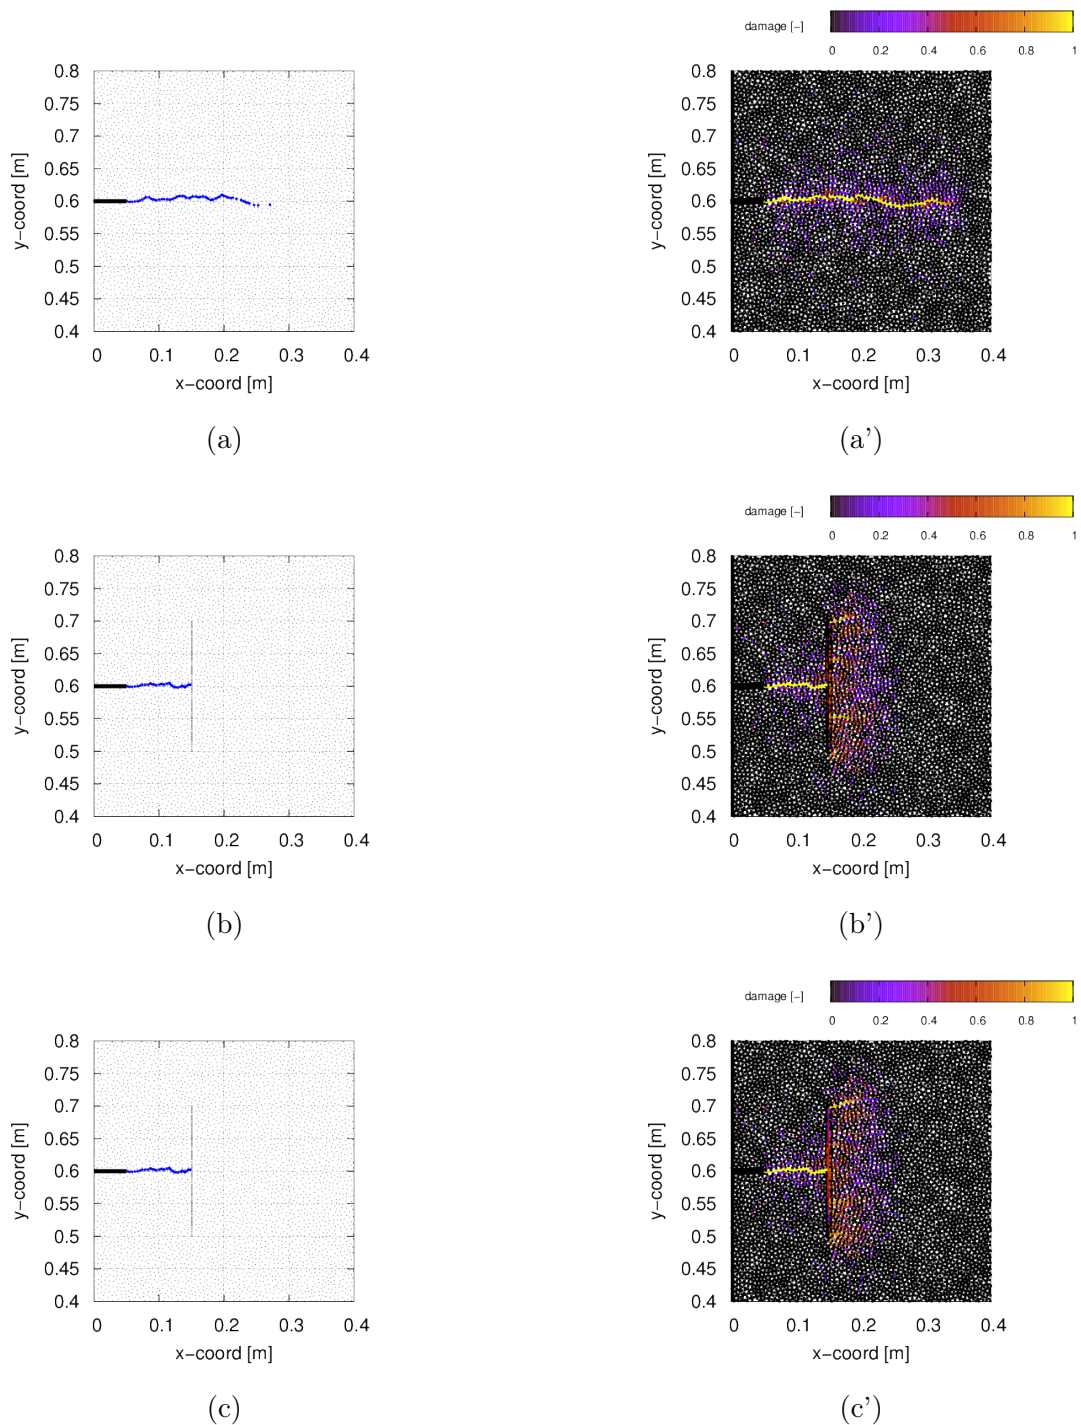 damage [−]
0 0.2 0.4 0.6 0.8 1
0.8 0.8
0.75 0.75
0.7 0.7
0.65 0.65
0.6 0.6
0.55 0.55
0.5 0.5
0.45 0.45
0.4 0.4
y−coord [m] y−coord [m]
0 0.1 0.2 0.3 0.4 0 0.1 0.2 0.3 0.4
x−coord [m] x−coord [m]
(a) (a')
damage [−]
0 0.2 0.4 0.6 0.8 1
0.8 0.8
0.75 0.75
0.7 0.7
0.65 0.65
0.6 0.6
0.55 0.55
0.5 0.5
0.45 0.45
0.4 0.4
y−coord [m] y−coord [m]
0 0.1 0.2 0.3 0.4 0 0.1 0.2 0.3 0.4
x−coord [m] x−coord [m]
(b) (b')
damage [−]
0 0.2 0.4 0.6 0.8 1
0.8 0.8
0.75 0.75
0.7 0.7
0.65 0.65
0.6 0.6
0.55 0.55
0.5 0.5
0.45 0.45
0.4 0.4
y−coord [m] y−coord [m]
0 0.1 0.2 0.3 0.4 0 0.1 0.2 0.3 0.4
x−coord [m] x−coord [m]
(c) (c')